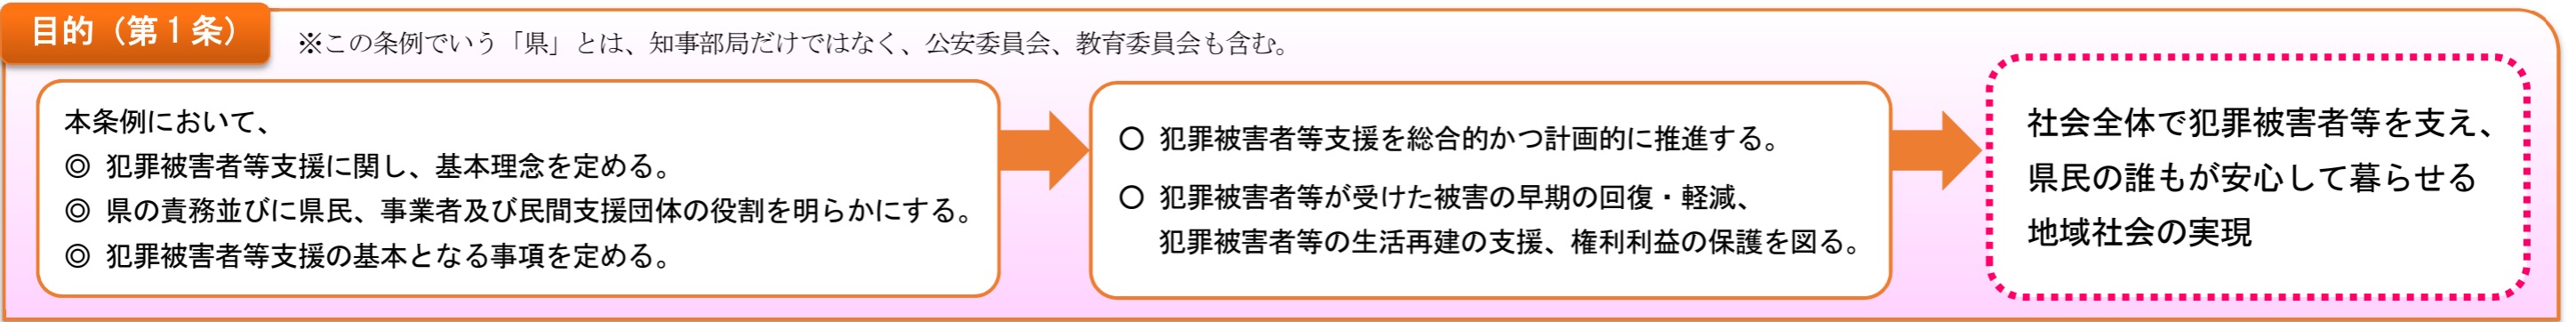 目的（第１条）
※この条例でいう「県」とは、知事部局だけではなく、公安委員会、教育委員会も含む。
本条例において、
◎ 犯罪被害者等支援に関し、基本理念を定める。
◎ 県の責務並びに県民、事業者及び民間支援団体の役割を明らかにする。
◎ 犯罪被害者等支援の基本となる事項を定める。
○ 犯罪被害者等支援を総合的かつ計画的に推進する。
○ 犯罪被害者等が受けた被害の早期の回復・軽減、
犯罪被害者等の生活再建の支援、権利利益の保護を図る。
社会全体で犯罪被害者等を支え、
県民の誰もが安心して暮らせる
地域社会の実現